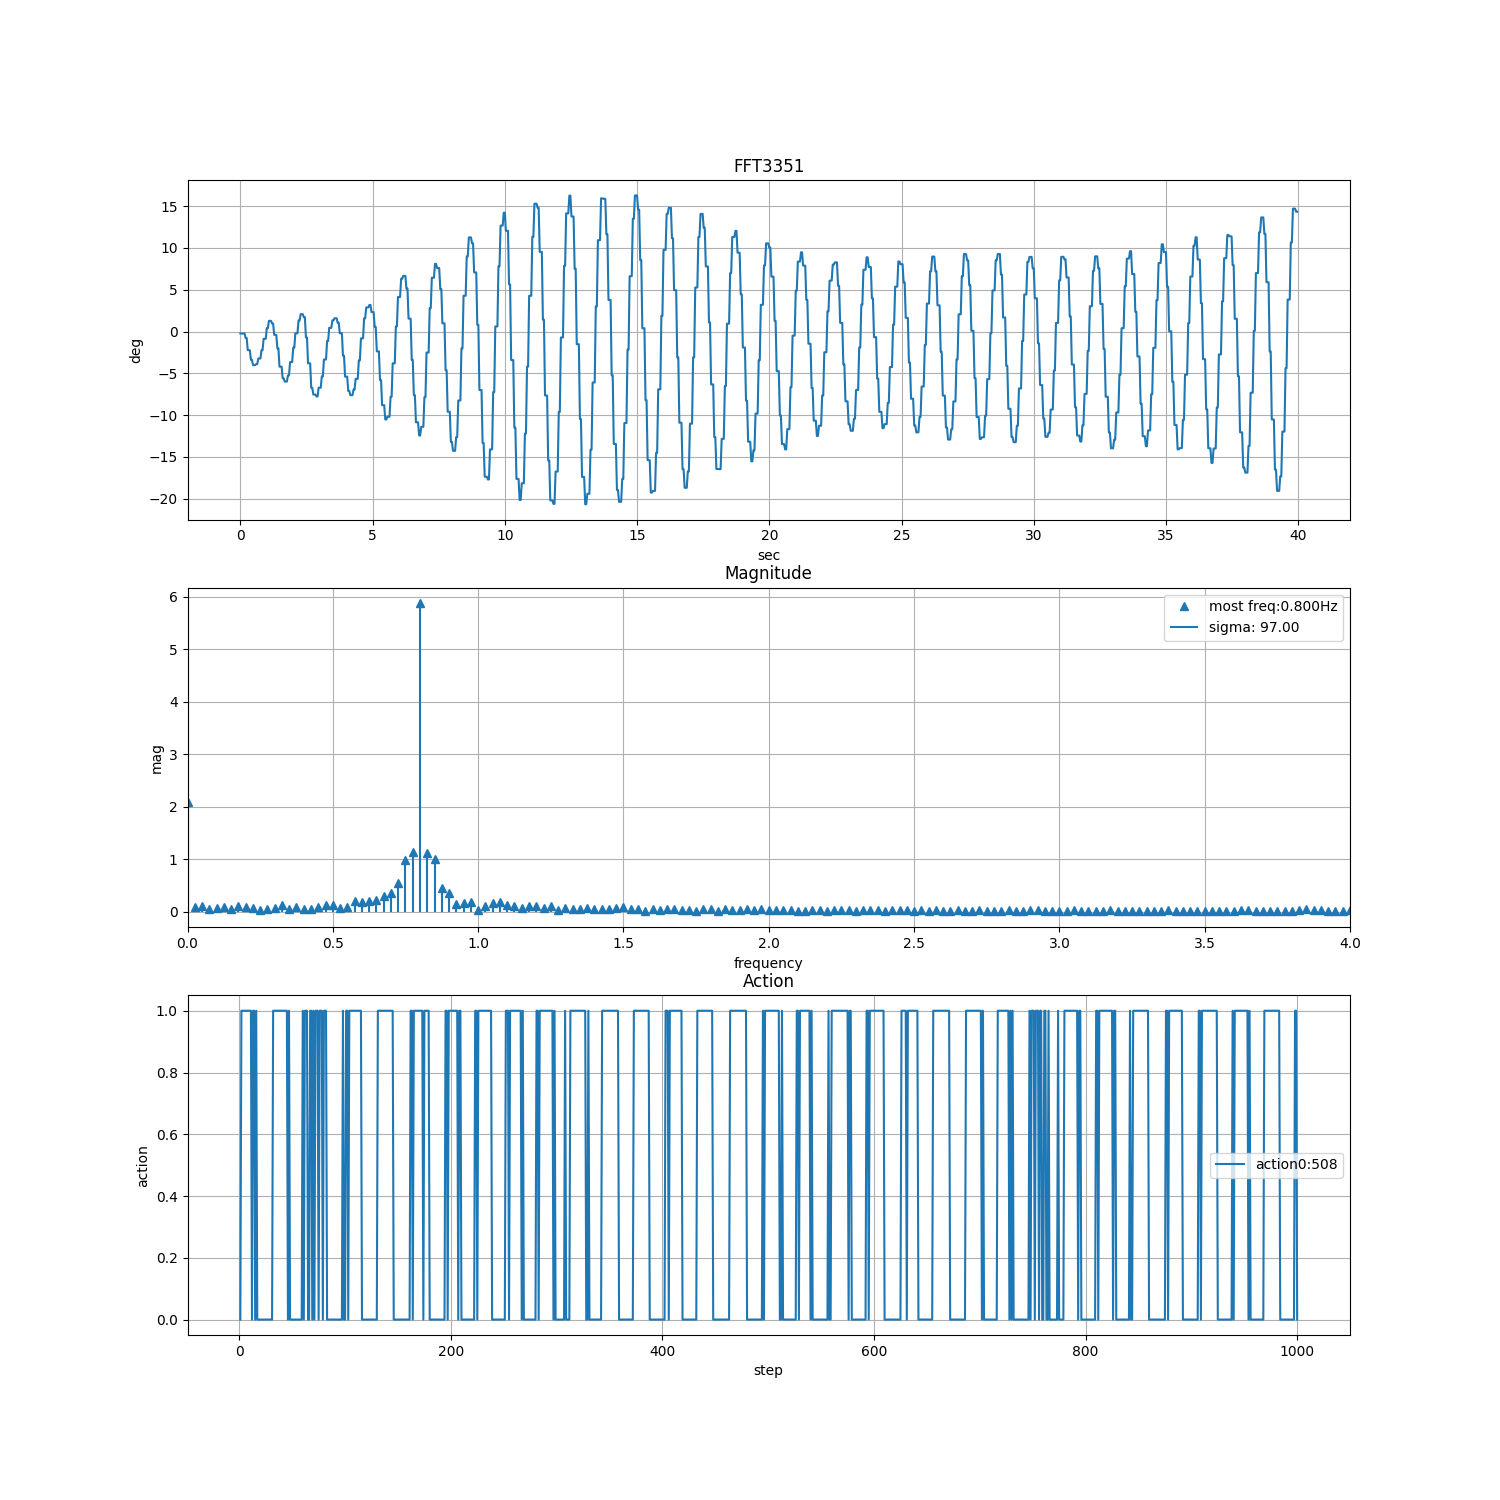 FFT3351
15
10
5
0
−5
−10
−15
−20
deg
0 5 10 15 20 25 30 35 40
sec
Magnitude
6
5
4
3
2
1
0
mag
most freq:0.800Hz
sigma: 97.00
0.0 0.5 1.0 1.5 2.0 2.5 3.0 3.5 4.0
frequency
Action
1.0
0.8
0.6
0.4
0.2
0.0
action
action0:508
0 200 400 600 800 1000
step